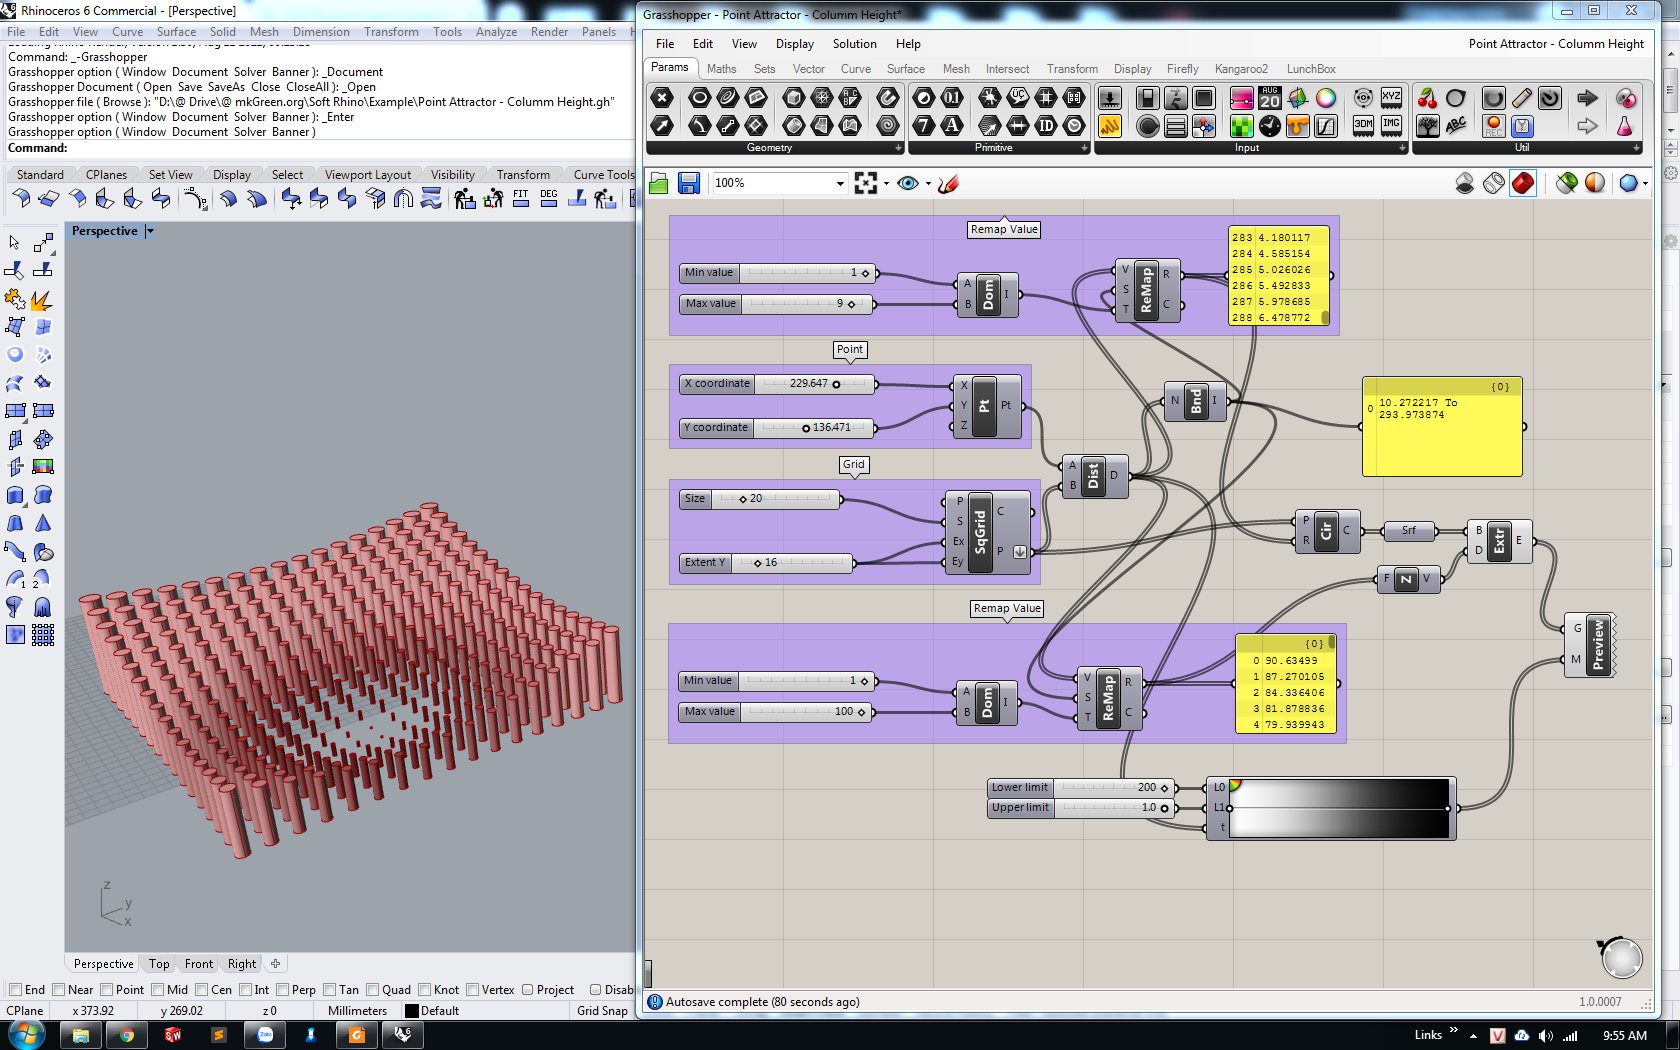 Rhinoceros 6 Commercial - [Perspective]
File Edit View Curve Surface Solid Mesh Dimension Transform Tools Analyze Render Panels
Command: _-Grasshopper
Grasshopper option ( Window Document Solver Banner ): _Document
Grasshopper Document ( Open Save SaveAs Close CloseAll ): _Open
Grasshopper file ( Browse ): "D:\@ Drive\@ mkGreen.org\Soft Rhino\Example\Point Attractor - Columm Height.gh"
Grasshopper option ( Window Document Solver Banner ): _Enter
Grasshopper option ( Window Document Solver Banner )
Command:
Standard CPlanes Set View Display Select Viewport Layout Visibility Transform Curve Tools
FIT DEG
Perspective
z
y
x
Perspective Top Front Right
End Near Point Mid Cen Int Perp Tan Quad Knot Vertex Project Disab
CPlane x 373.92 y 269.02 z 0 Millimeters Default Grid Snap
Grasshopper - Point Attractor - Columm Height*
File Edit View Display Solution Help
Point Attractor - Columm Height
Params Maths Sets Vector Curve Surface Mesh Intersect Transform Display Firefly Kangaroo2 LunchBox
Geometry Primitive Input Util
100%
Remap Value
Min value 1
Max value 9
A B Dom I
V S T ReMap R C
283 4.180117
284 4.585154
285 5.026026
286 5.492833
287 5.978685
288 6.478772
Point
X coordinate 229.647
Y coordinate 136.471
X Y Z Pt Pt
N Bnd I
{0}
0 10.272217 To
293.973874
Grid
Size 20
Extent Y 16
P S Ex Ey SqGrid C P
A B Dist D
P R Cir C
Srf
B D Extr E
F Z V
G M Preview
Remap Value
Min value 1
Max value 100
A B Dom I
V S T ReMap R C
{0}
0 90.63499
1 87.270105
2 84.336406
3 81.878836
4 79.939943
Lower limit 200
Upper limit 1.0
L0
L1
t
Autosave complete (80 seconds ago)
1.0.0007
Links
9:55 AM